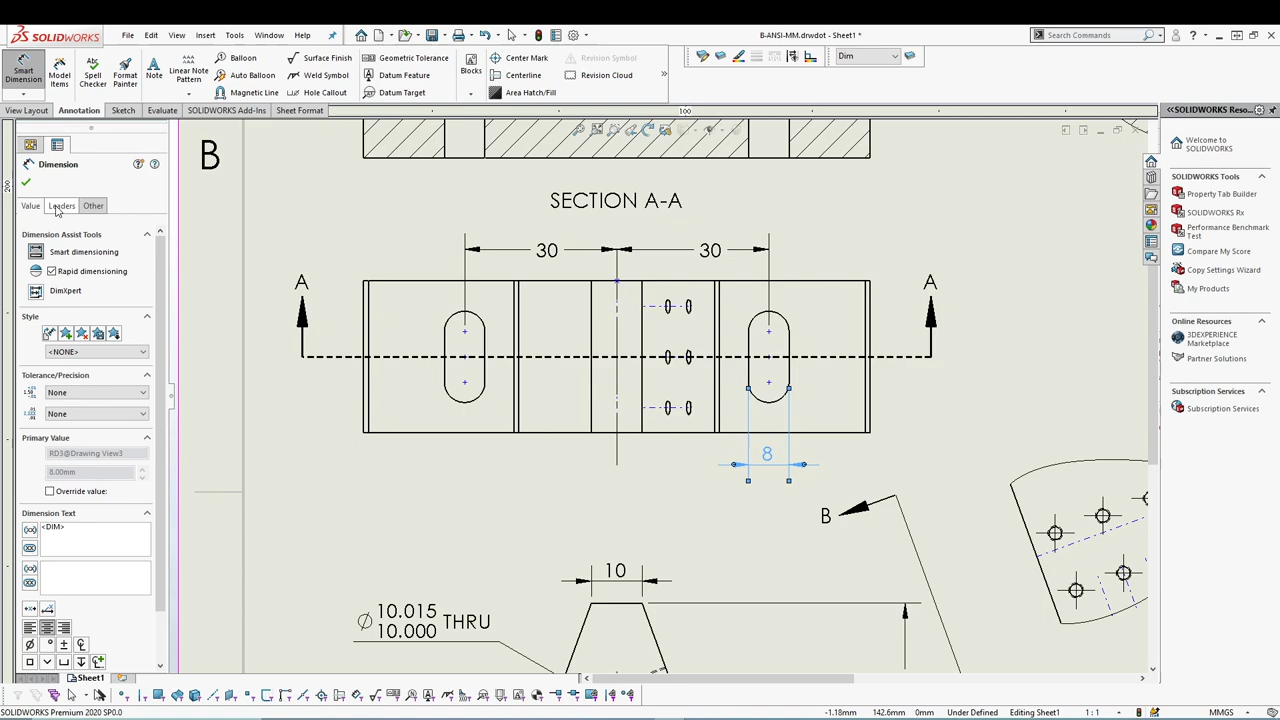 SOLIDWORKS File Edit View Insert Tools Window Help B-ANSI-MM.drwdot - Sheet1 * Search Commands
Smart Dimension
Model Items
Spell Checker
Format Painter
Note
Linear Note Pattern
Balloon
Auto Balloon
Magnetic Line
Surface Finish
Weld Symbol
Hole Callout
Geometric Tolerance
Datum Feature
Datum Target
Blocks
Center Mark
Centerline
Area Hatch/Fill
Revision Symbol
Revision Cloud
Dim
View Layout Annotation Sketch Evaluate SOLIDWORKS Add-Ins Sheet Format
100
200
Dimension
Value Leaders Other
Dimension Assist Tools
Smart dimensioning
Rapid dimensioning
DimXpert
Style
<NONE>
Tolerance/Precision
None
None
Primary Value
RD3@Drawing View3
8.00mm
Override value:
Dimension Text
<DIM>
B
SECTION A-A
30 30
A A
8
B
10
10.015
10.000
THRU
SOLIDWORKS Reso...
Welcome to SOLIDWORKS
SOLIDWORKS Tools
Property Tab Builder
SOLIDWORKS Rx
Performance Benchmark Test
Compare My Score
Copy Settings Wizard
My Products
Online Resources
3DEXPERIENCE Marketplace
Partner Solutions
Subscription Services
Subscription Services
Sheet1
SOLIDWORKS Premium 2020 SP0.0 -1.18mm 142.6mm 0mm Under Defined Editing Sheet1 1 : 1 MMGS